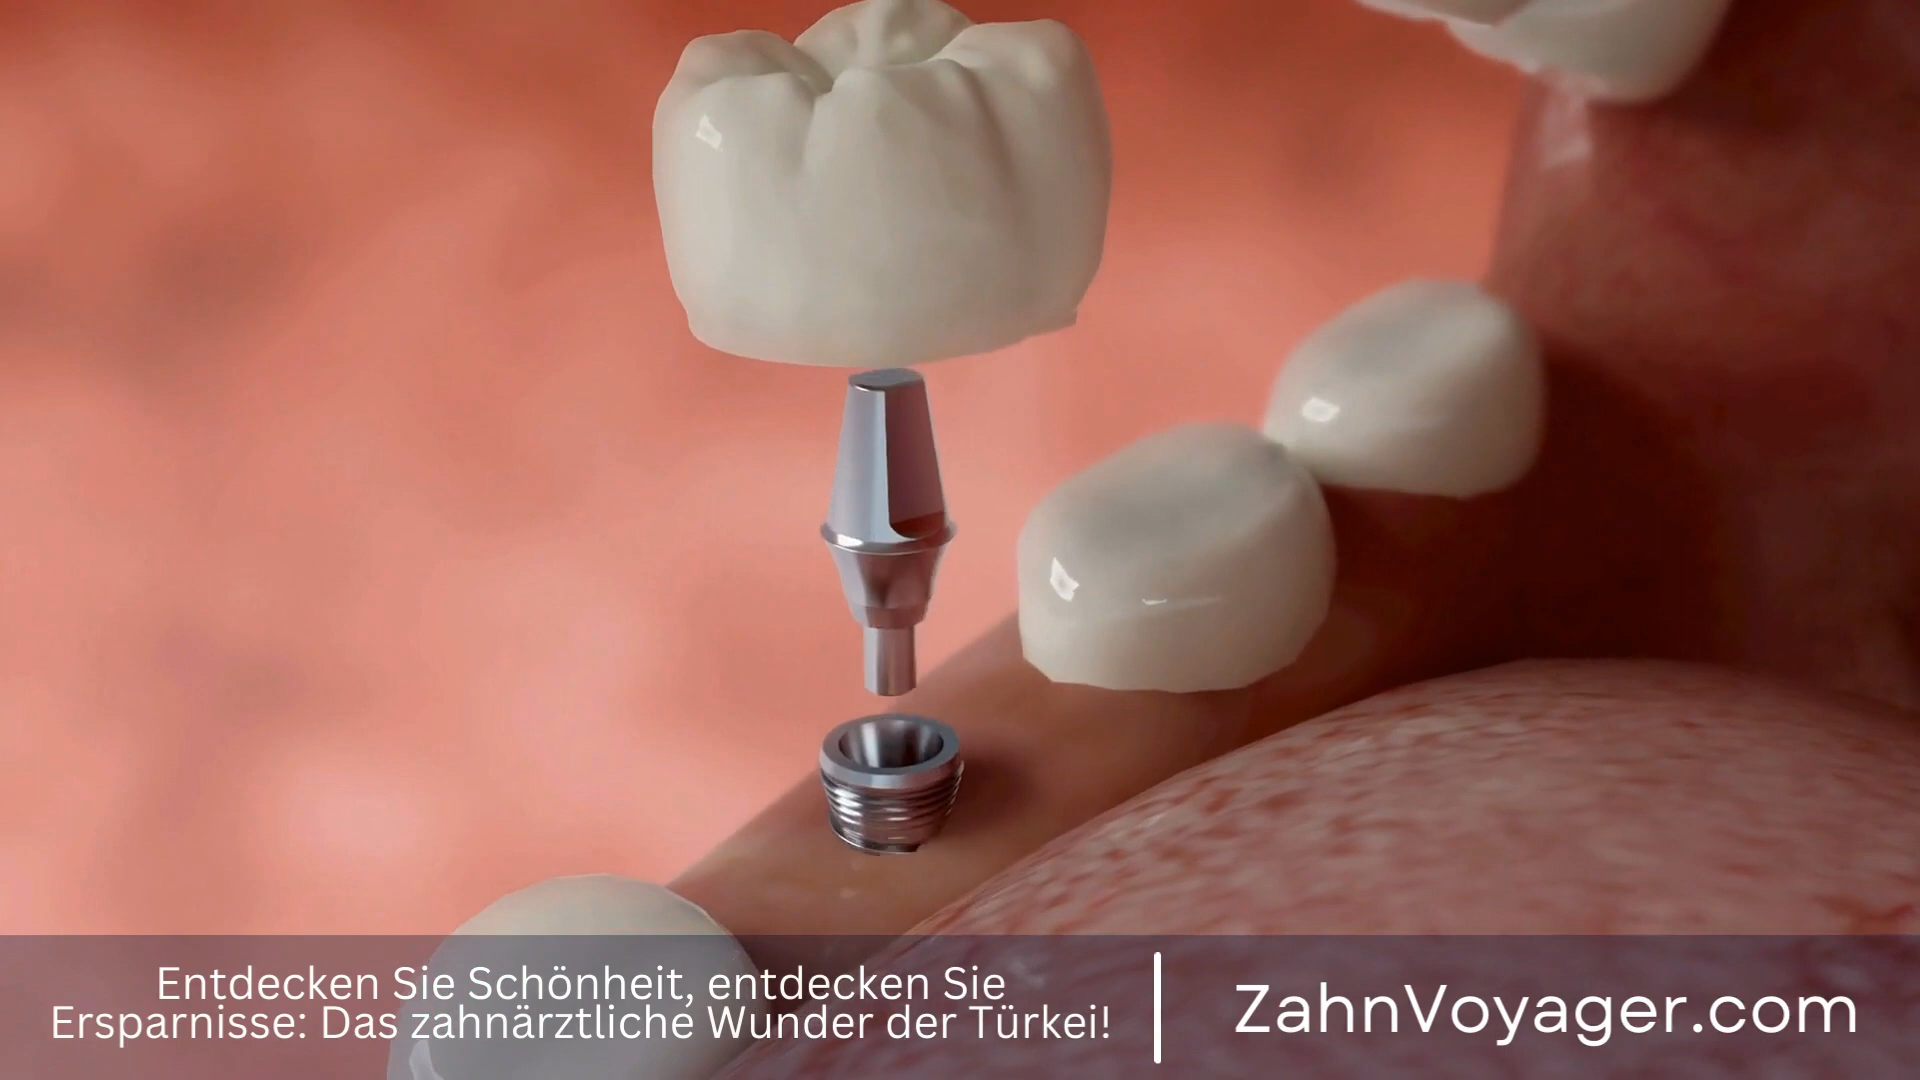 Entdecken Sie Schönheit, entdecken Sie
Ersparnisse: Das zahnärztliche Wunder der Türkei!
ZahnVoyager.com